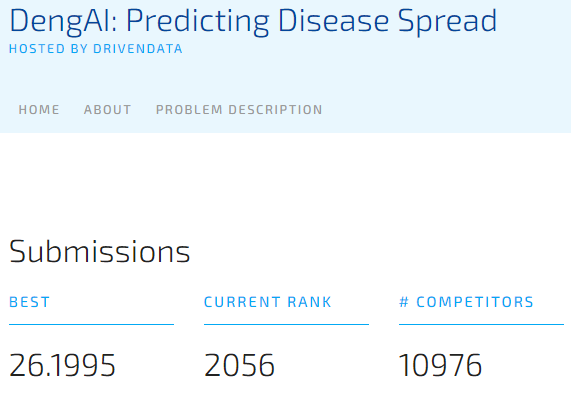 DengAI: Predicting Disease Spread
HOSTED BY DRIVENDATA
HOME ABOUT PROBLEM DESCRIPTION
Submissions
BEST CURRENT RANK # COMPETITORS
26.1995 2056 10976